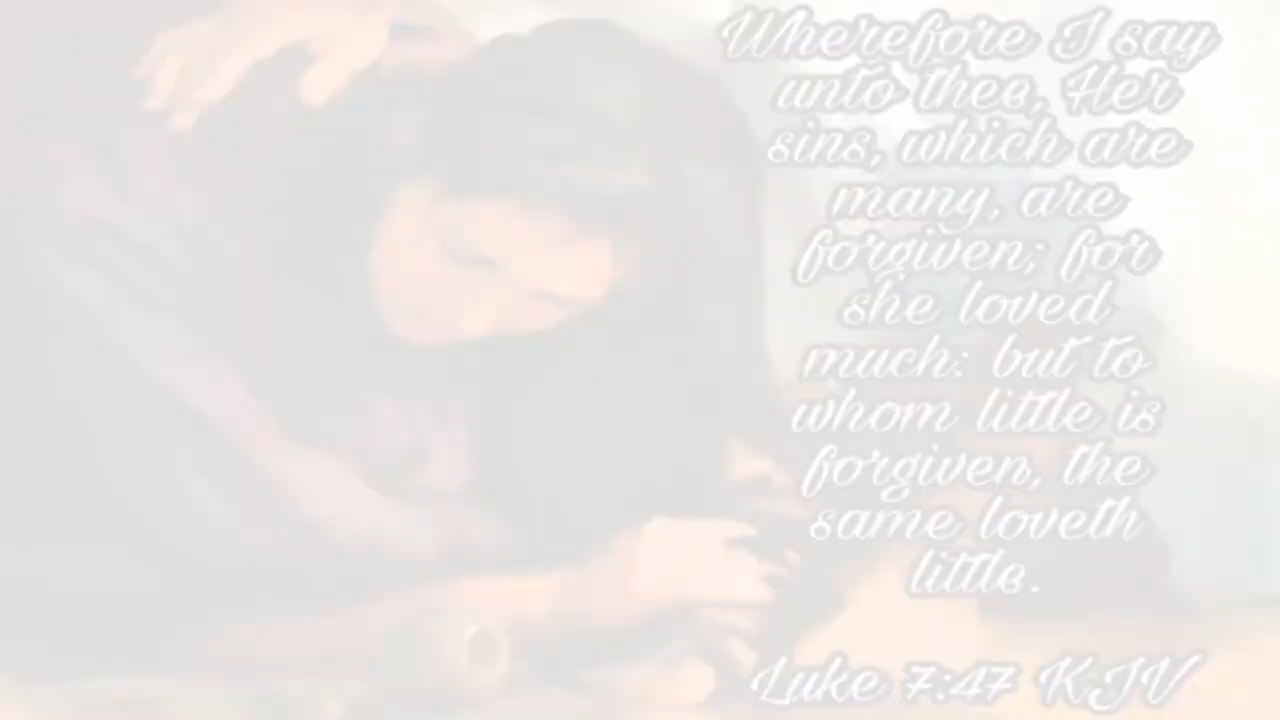 Wherefore I say
unto thee, Her
sins, which are
many, are
forgiven; for
she loved
much: but to
whom little is
forgiven, the
same loveth
little.
Luke 7:47 KJV